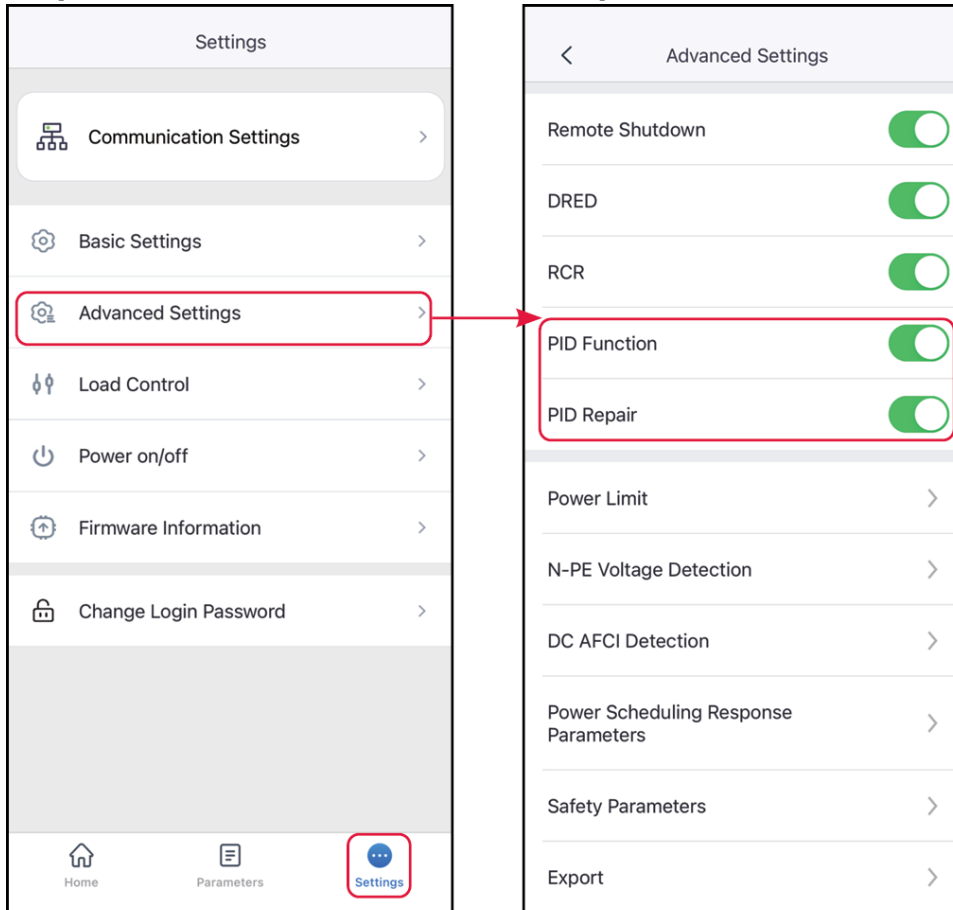 Settings
Communication Settings
Basic Settings
Advanced Settings
Load Control
Power on/off
Firmware Information
Change Login Password
Home
Parameters
Settings
Advanced Settings
Remote Shutdown
DRED
RCR
PID Function
PID Repair
Power Limit
N-PE Voltage Detection
DC AFCI Detection
Power Scheduling Response
Parameters
Safety Parameters
Export